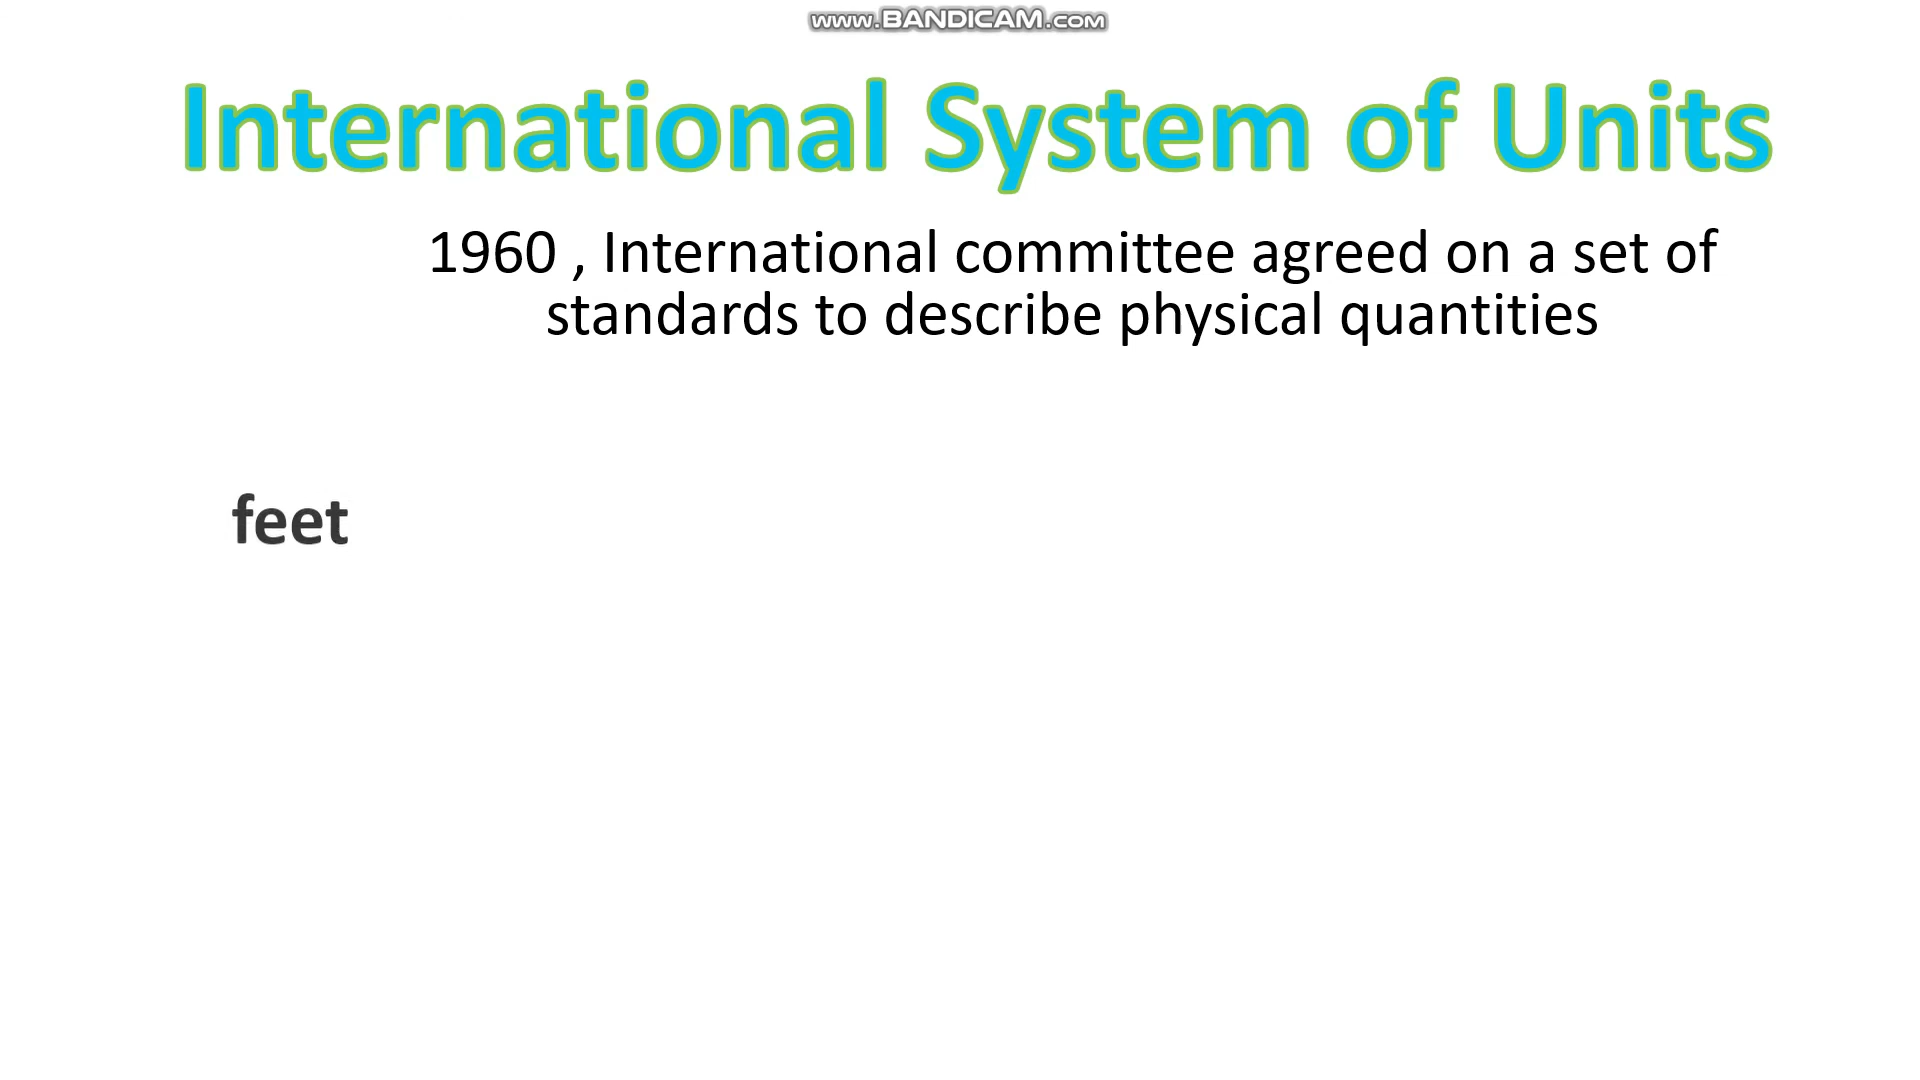 www.BANDICAM.com
International System of Units
1960 , International committee agreed on a set of
standards to describe physical quantities
feet